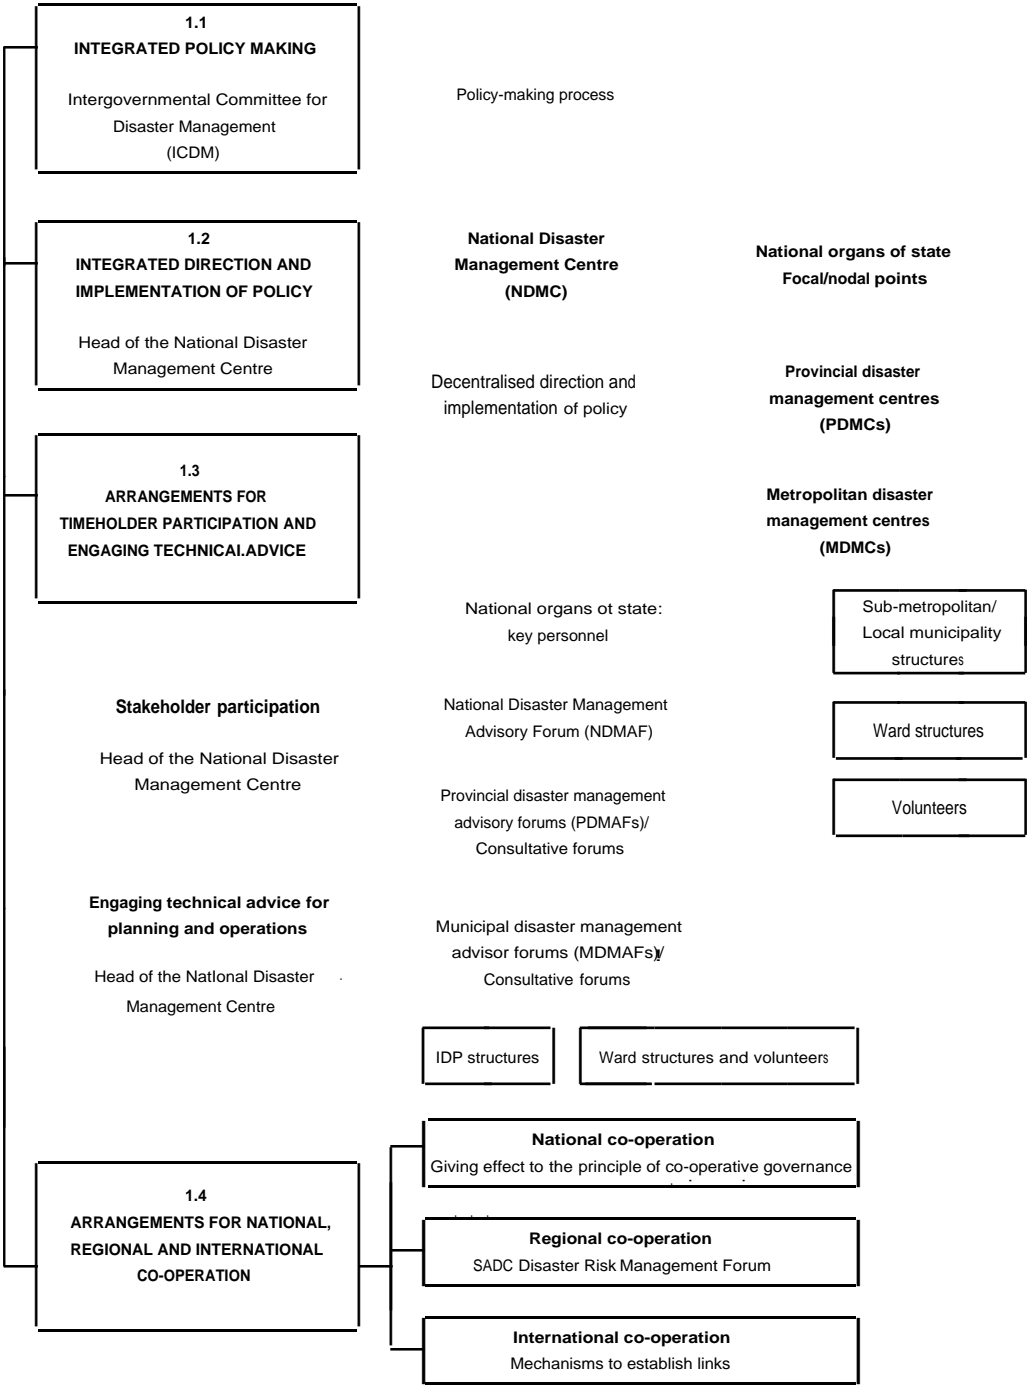 1.1
INTEGRATED POLICY MAKING
Intergovernmental Committee for
Disaster Management
(ICDM)
Policy-making process
1.2
INTEGRATED DIRECTION AND
IMPLEMENTATION OF POLICY
Head of the National Disaster
Management Centre
National Disaster
Management Centre
(NDMC)
National organs of state
Focal/nodal points
Decentralised direction and
implementation of policy
Provincial disaster
management centres
(PDMCs)
1.3
ARRANGEMENTS FOR
TIMEHOLDER PARTICIPATION AND
ENGAGING TECHNICAI.ADVICE
Metropolitan disaster
management centres
(MDMCs)
National organs ot state:
key personnel
Sub-metropolitan/
Local municipality
structures
Stakeholder participation
Head of the National Disaster
Management Centre
National Disaster Management
Advisory Forum (NDMAF)
Ward structures
Provincial disaster management
advisory forums (PDMAFs)/
Consultative forums
Volunteers
Engaging technical advice for
planning and operations
Head of the NatIonal Disaster
Management Centre
Municipal disaster management
advisor forums (MDMAFs)/
Consultative forums
IDP structures
Ward structures and volunteers
1.4
ARRANGEMENTS FOR NATIONAL,
REGIONAL AND INTERNATIONAL
CO-OPERATION
National co-operation
Giving effect to the principle of co-operative governance
Regional co-operation
SADC Disaster Risk Management Forum
International co-operation
Mechanisms to establish links